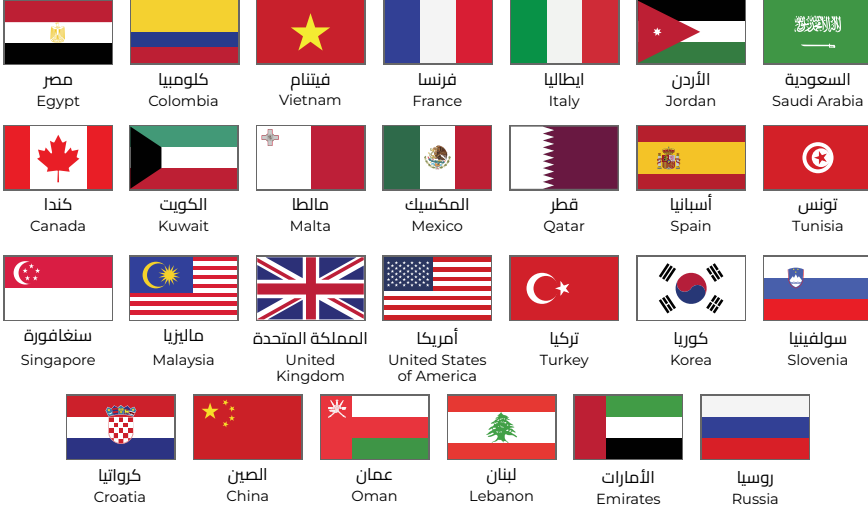 مصر
Egypt
كلومبيا
Colombia
فيتنام
Vietnam
فرنسا
France
ايطاليا
Italy
الأردن
Jordan
السعودية
Saudi Arabia
كندا
Canada
الكويت
Kuwait
مالطا
Malta
المكسيك
Mexico
قطر
Qatar
أسبانيا
Spain
تونس
Tunisia
سنغافورة
Singapore
ماليزيا
Malaysia
المملكة المتحدة
United
Kingdom
أمريكا
United States
of America
تركيا
Turkey
كوريا
Korea
سولفينيا
Slovenia
كرواتيا
Croatia
الصين
China
عمان
Oman
لبنان
Lebanon
الأمارات
Emirates
روسيا
Russia